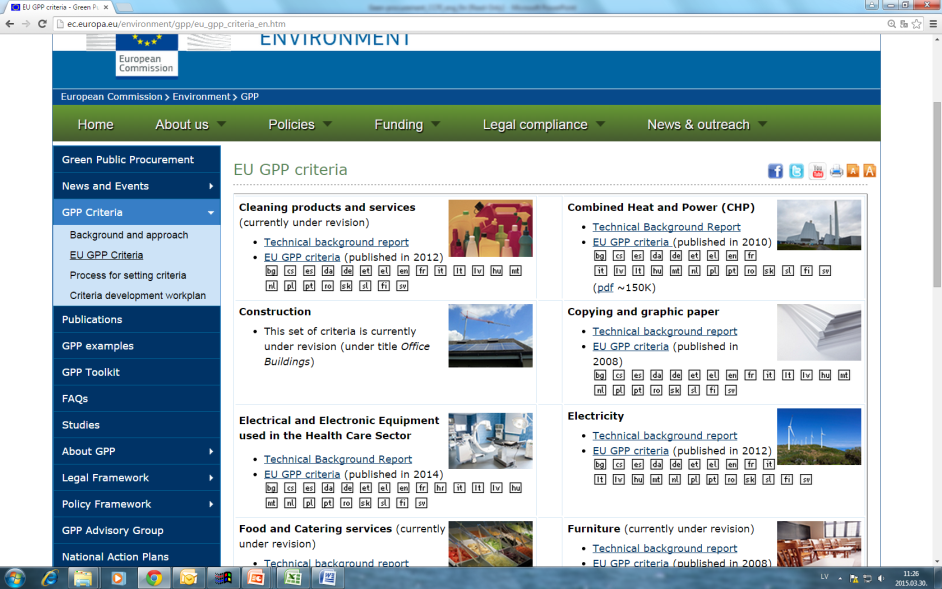 EU GPP criteria - Green P
ec.europa.eu/environment/gpp/eu_gpp_criteria_en.htm
ENVIRONMENT
European
Commission
European Commission > Environment > GPP
Home About us Policies Funding Legal compliance News & outreach
Green Public Procurement
News and Events
GPP Criteria
Background and approach
EU GPP Criteria
Process for setting criteria
Criteria development workplan
Publications
GPP examples
GPP Toolkit
FAQs
Studies
About GPP
Legal Framework
Policy Framework
GPP Advisory Group
National Action Plans
EU GPP criteria
Cleaning products and services
(currently under revision)
Technical background report
EU GPP criteria (published in 2012)
bg cs es da de et el en fr it lt lv hu mt
nl pl pt ro sk sl fi sv
Combined Heat and Power (CHP)
Technical Background Report
EU GPP criteria (published in 2010)
bg cs es da de et el en fr
it lv lt hu mt nl pl pt ro sk sl fi sv
(pdf ~150K)
Construction
This set of criteria is currently
under revision (under title Office
Buildings)
Copying and graphic paper
Technical background report
EU GPP criteria (published in
2008)
bg cs es da de et el en fr it lt lv hu mt
nl pl pt ro sk sl fi sv
Electrical and Electronic Equipment
used in the Health Care Sector
Technical Background Report
EU GPP criteria (published in 2014)
bg cs es da de et el en fr hr it lt lv hu
mt nl pl pt ro sk sl fi sv
Electricity
Technical background report
EU GPP criteria (published in 2012)
bg cs es da de et el en fr it
lt lv hu mt nl pl pt ro sk sl fi sv
Food and Catering services (currently
under revision)
Technical background report
Furniture (currently under revision)
Technical background report
EU GPP criteria (published in 2008)
LV
11:26
2015.03.30.